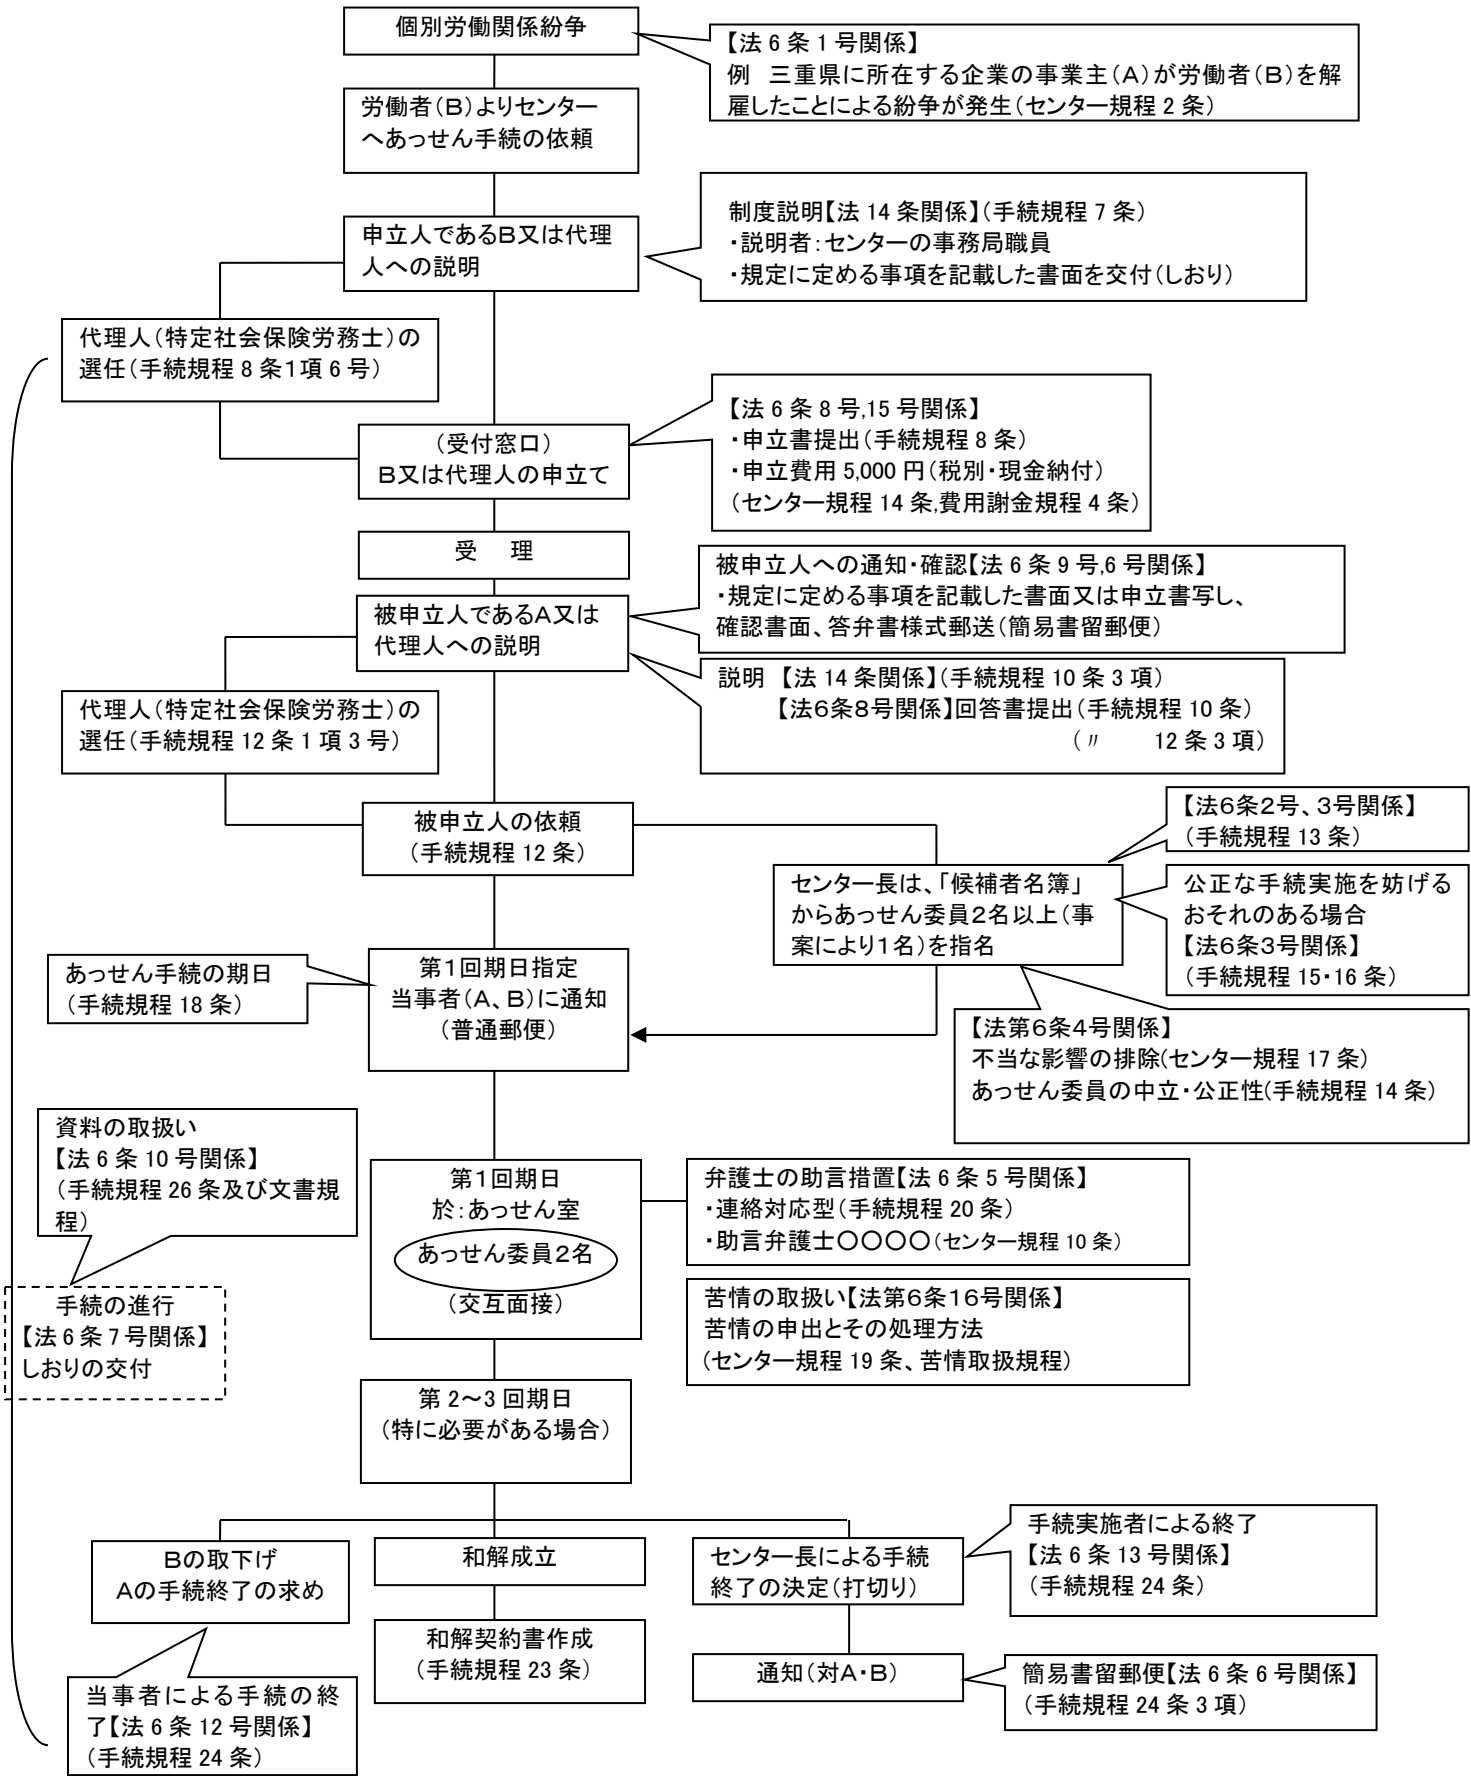 個別労働関係紛争
【法6条1号関係】
例　三重県に所在する企業の事業主（A）が労働者（B）を解
雇したことによる紛争が発生（センター規程2条）
労働者（B）よりセンター
へあっせん手続の依頼
制度説明【法14条関係】（手続規程7条）
・説明者：センターの事務局職員
・規定に定める事項を記載した書面を交付（しおり）
申立人であるB又は代理
人への説明
代理人（特定社会保険労務士）の
選任（手続規程8条1項6号）
【法6条8号,15号関係】
・申立書提出（手続規程8条）
・申立費用5,000円（税別・現金納付）
（センター規程14条,費用謝金規程4条）
（受付窓口）
B又は代理人の申立て
受　理
被申立人への通知・確認【法6条9号,6号関係】
・規定に定める事項を記載した書面又は申立書写し、
確認書面、答弁書様式郵送（簡易書留郵便）
被申立人であるA又は
代理人への説明
説明　【法14条関係】（手続規程10条3項）
【法6条8号関係】回答書提出（手続規程10条）
（〃　　12条3項）
代理人（特定社会保険労務士）の
選任（手続規程12条1項3号）
被申立人の依頼
（手続規程12条）
【法6条2号、3号関係】
（手続規程13条）
センター長は、「候補者名簿」
からあっせん委員2名以上（事
案により1名）を指名
公正な手続実施を妨げる
おそれのある場合
【法6条3号関係】
（手続規程15・16条）
あっせん手続の期日
（手続規程18条）
第1回期日指定
当事者（A、B）に通知
（普通郵便）
【法第6条4号関係】
不当な影響の排除(センター規程17条）
あっせん委員の中立・公正性(手続規程14条）
資料の取扱い
【法6条10号関係】
（手続規程26条及び文書規
程）
第1回期日
於：あっせん室
あっせん委員2名
（交互面接）
弁護士の助言措置【法6条5号関係】
・連絡対応型（手続規程20条）
・助言弁護士〇〇〇〇（センター規程10条）
苦情の取扱い【法第6条16号関係】
苦情の申出とその処理方法
（センター規程19条、苦情取扱規程）
手続の進行
【法6条7号関係】
しおりの交付
第2～3回期日
（特に必要がある場合）
Bの取下げ
Aの手続終了の求め
和解成立
センター長による手続
終了の決定（打切り）
手続実施者による終了
【法6条13号関係】
（手続規程24条）
和解契約書作成
（手続規程23条）
通知（対A・B）
簡易書留郵便【法6条6号関係】
（手続規程24条3項）
当事者による手続の終
了【法6条12号関係】
（手続規程24条）